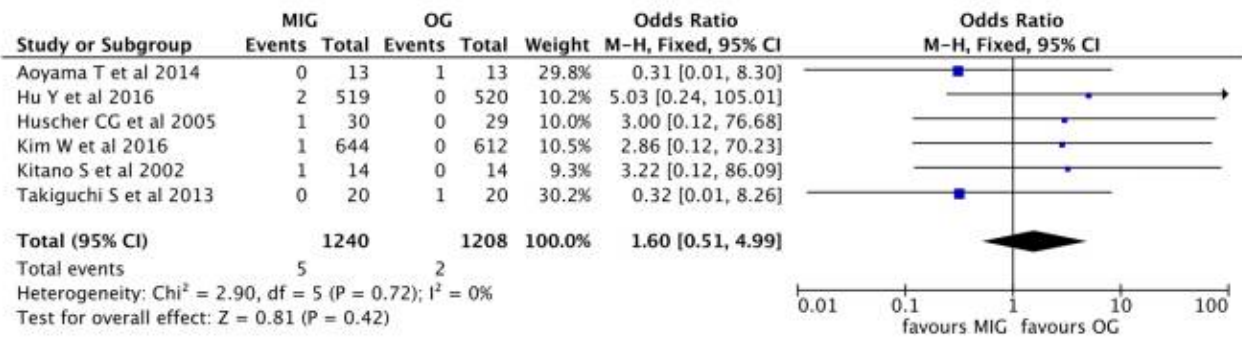 MIG OG Odds Ratio Odds Ratio
Study or Subgroup Events Total Events Total Weight M-H, Fixed, 95% CI M-H, Fixed, 95% CI
Aoyama T et al 2014 0 13 1 13 29.8% 0.31 [0.01, 8.30]
Hu Y et al 2016 2 519 0 520 10.2% 5.03 [0.24, 105.01]
Huscher CG et al 2005 1 30 0 29 10.0% 3.00 [0.12, 76.68]
Kim W et al 2016 1 644 0 612 10.5% 2.86 [0.12, 70.23]
Kitano S et al 2002 1 14 0 14 9.3% 3.22 [0.12, 86.09]
Takiguchi S et al 2013 0 20 1 20 30.2% 0.32 [0.01, 8.26]
Total (95% CI) 1240 1208 100.0% 1.60 [0.51, 4.99]
Total events 5 2
Heterogeneity: Chi² = 2.90, df = 5 (P = 0.72); I² = 0%
Test for overall effect: Z = 0.81 (P = 0.42)
0.01 0.1 1 10 100
favours MIG favours OG